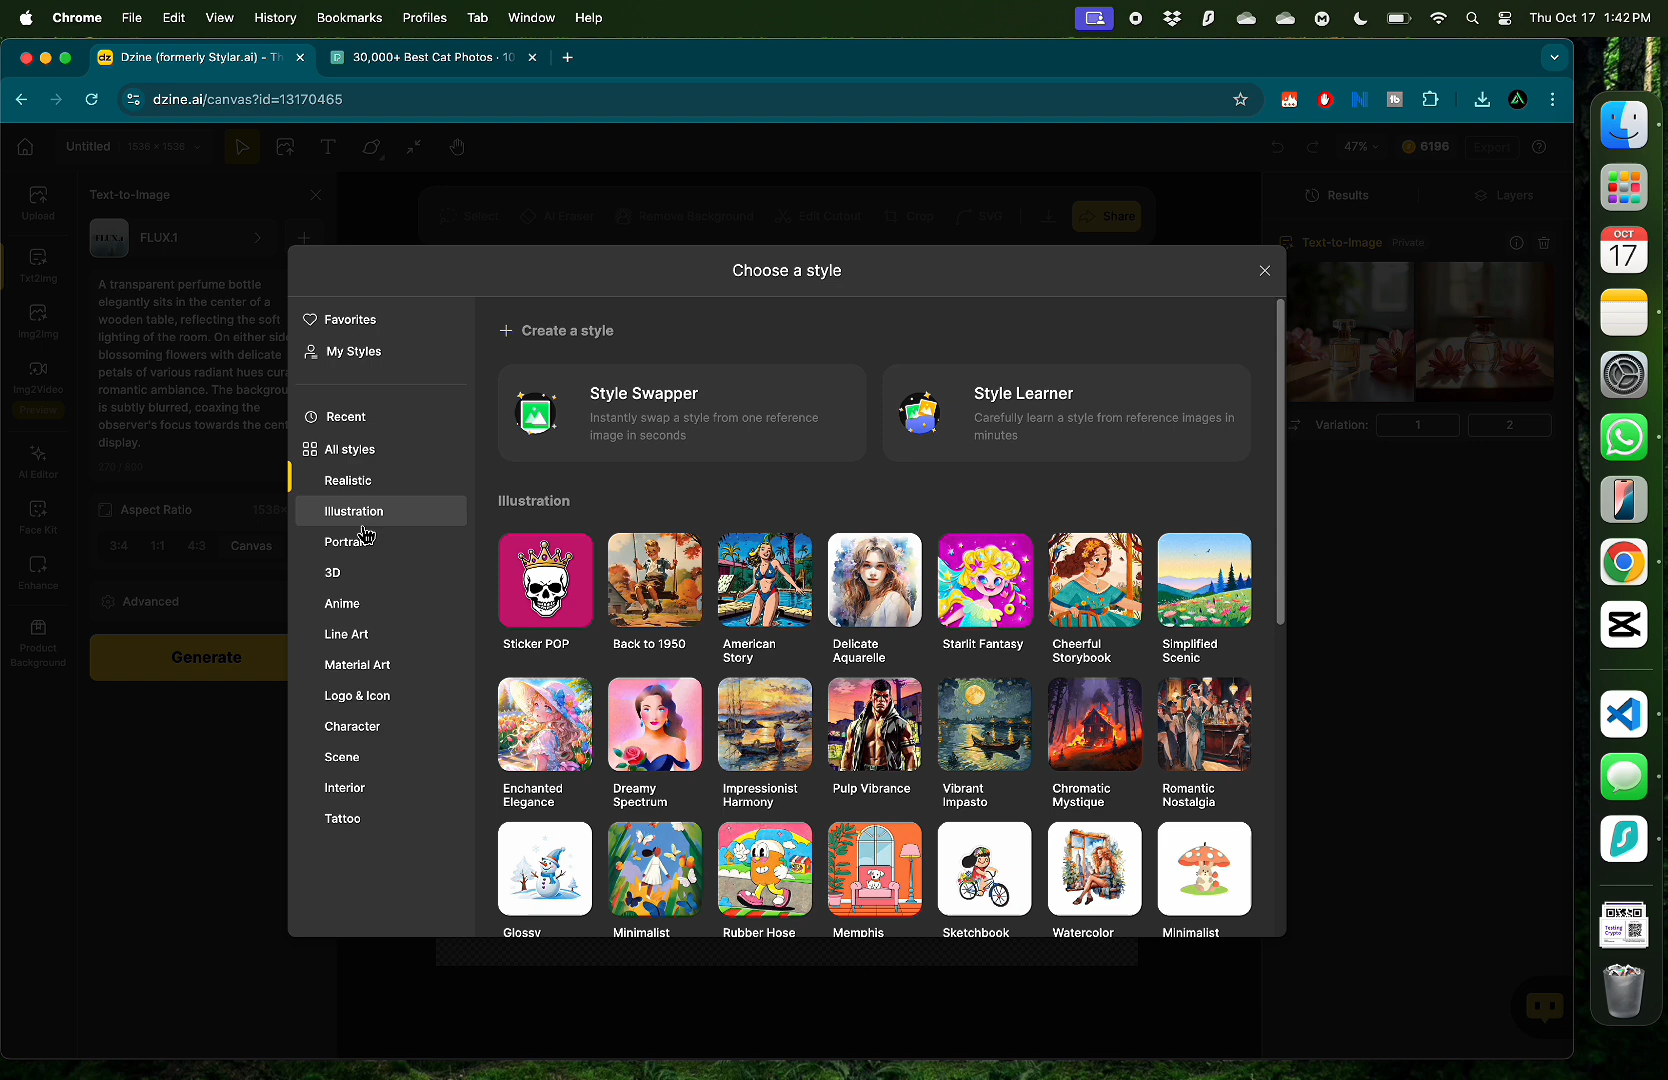 Chrome File Edit View History Bookmarks Profiles Tab Window Help
Thu Oct 17 1:42 PM
Dzine (formerly Stylar.ai) - Th
30,000+ Best Cat Photos · 10
dzine.ai/canvas?id=13170465
Untitled 1536 × 1536
47% 6196 Export
Upload
Txt2Img
Img2Img
Img2Video
Preview
AI Editor
Face Kit
Enhance
Product
Background
Text-to-Image
FLUX.1
A transparent perfume bottle
elegantly sits in the center of a
wooden table, reflecting the soft
lighting of the room. On either side
blossoming flowers with delicate
petals of various radiant hues cu
romantic ambiance. The backgrou
is subtly blurred, coaxing the
observer's focus towards the cent
display.
270 / 800
Aspect Ratio 1536×
3:4 1:1 4:3 Canvas
Advanced
Generate
Select AI Eraser Remove Background Edit Cutout Crop SVG Share
Choose a style
Favorites
My Styles
Recent
All styles
Realistic
Illustration
Portrait
3D
Anime
Line Art
Material Art
Logo & Icon
Character
Scene
Interior
Tattoo
Create a style
Style Swapper
Instantly swap a style from one reference
image in seconds
Style Learner
Carefully learn a style from reference images in
minutes
Illustration
Sticker POP
Back to 1950
American
Story
Delicate
Aquarelle
Starlit Fantasy
Cheerful
Storybook
Simplified
Scenic
Enchanted
Elegance
Dreamy
Spectrum
Impressionist
Harmony
Pulp Vibrance
Vibrant
Impasto
Chromatic
Mystique
Romantic
Nostalgia
Glossy
Minimalist
Rubber Hose
Memphis
Sketchbook
Watercolor
Minimalist
Results Layers
Text-to-Image Private
Variation: 1 2
OCT
17
Testing
Crypto